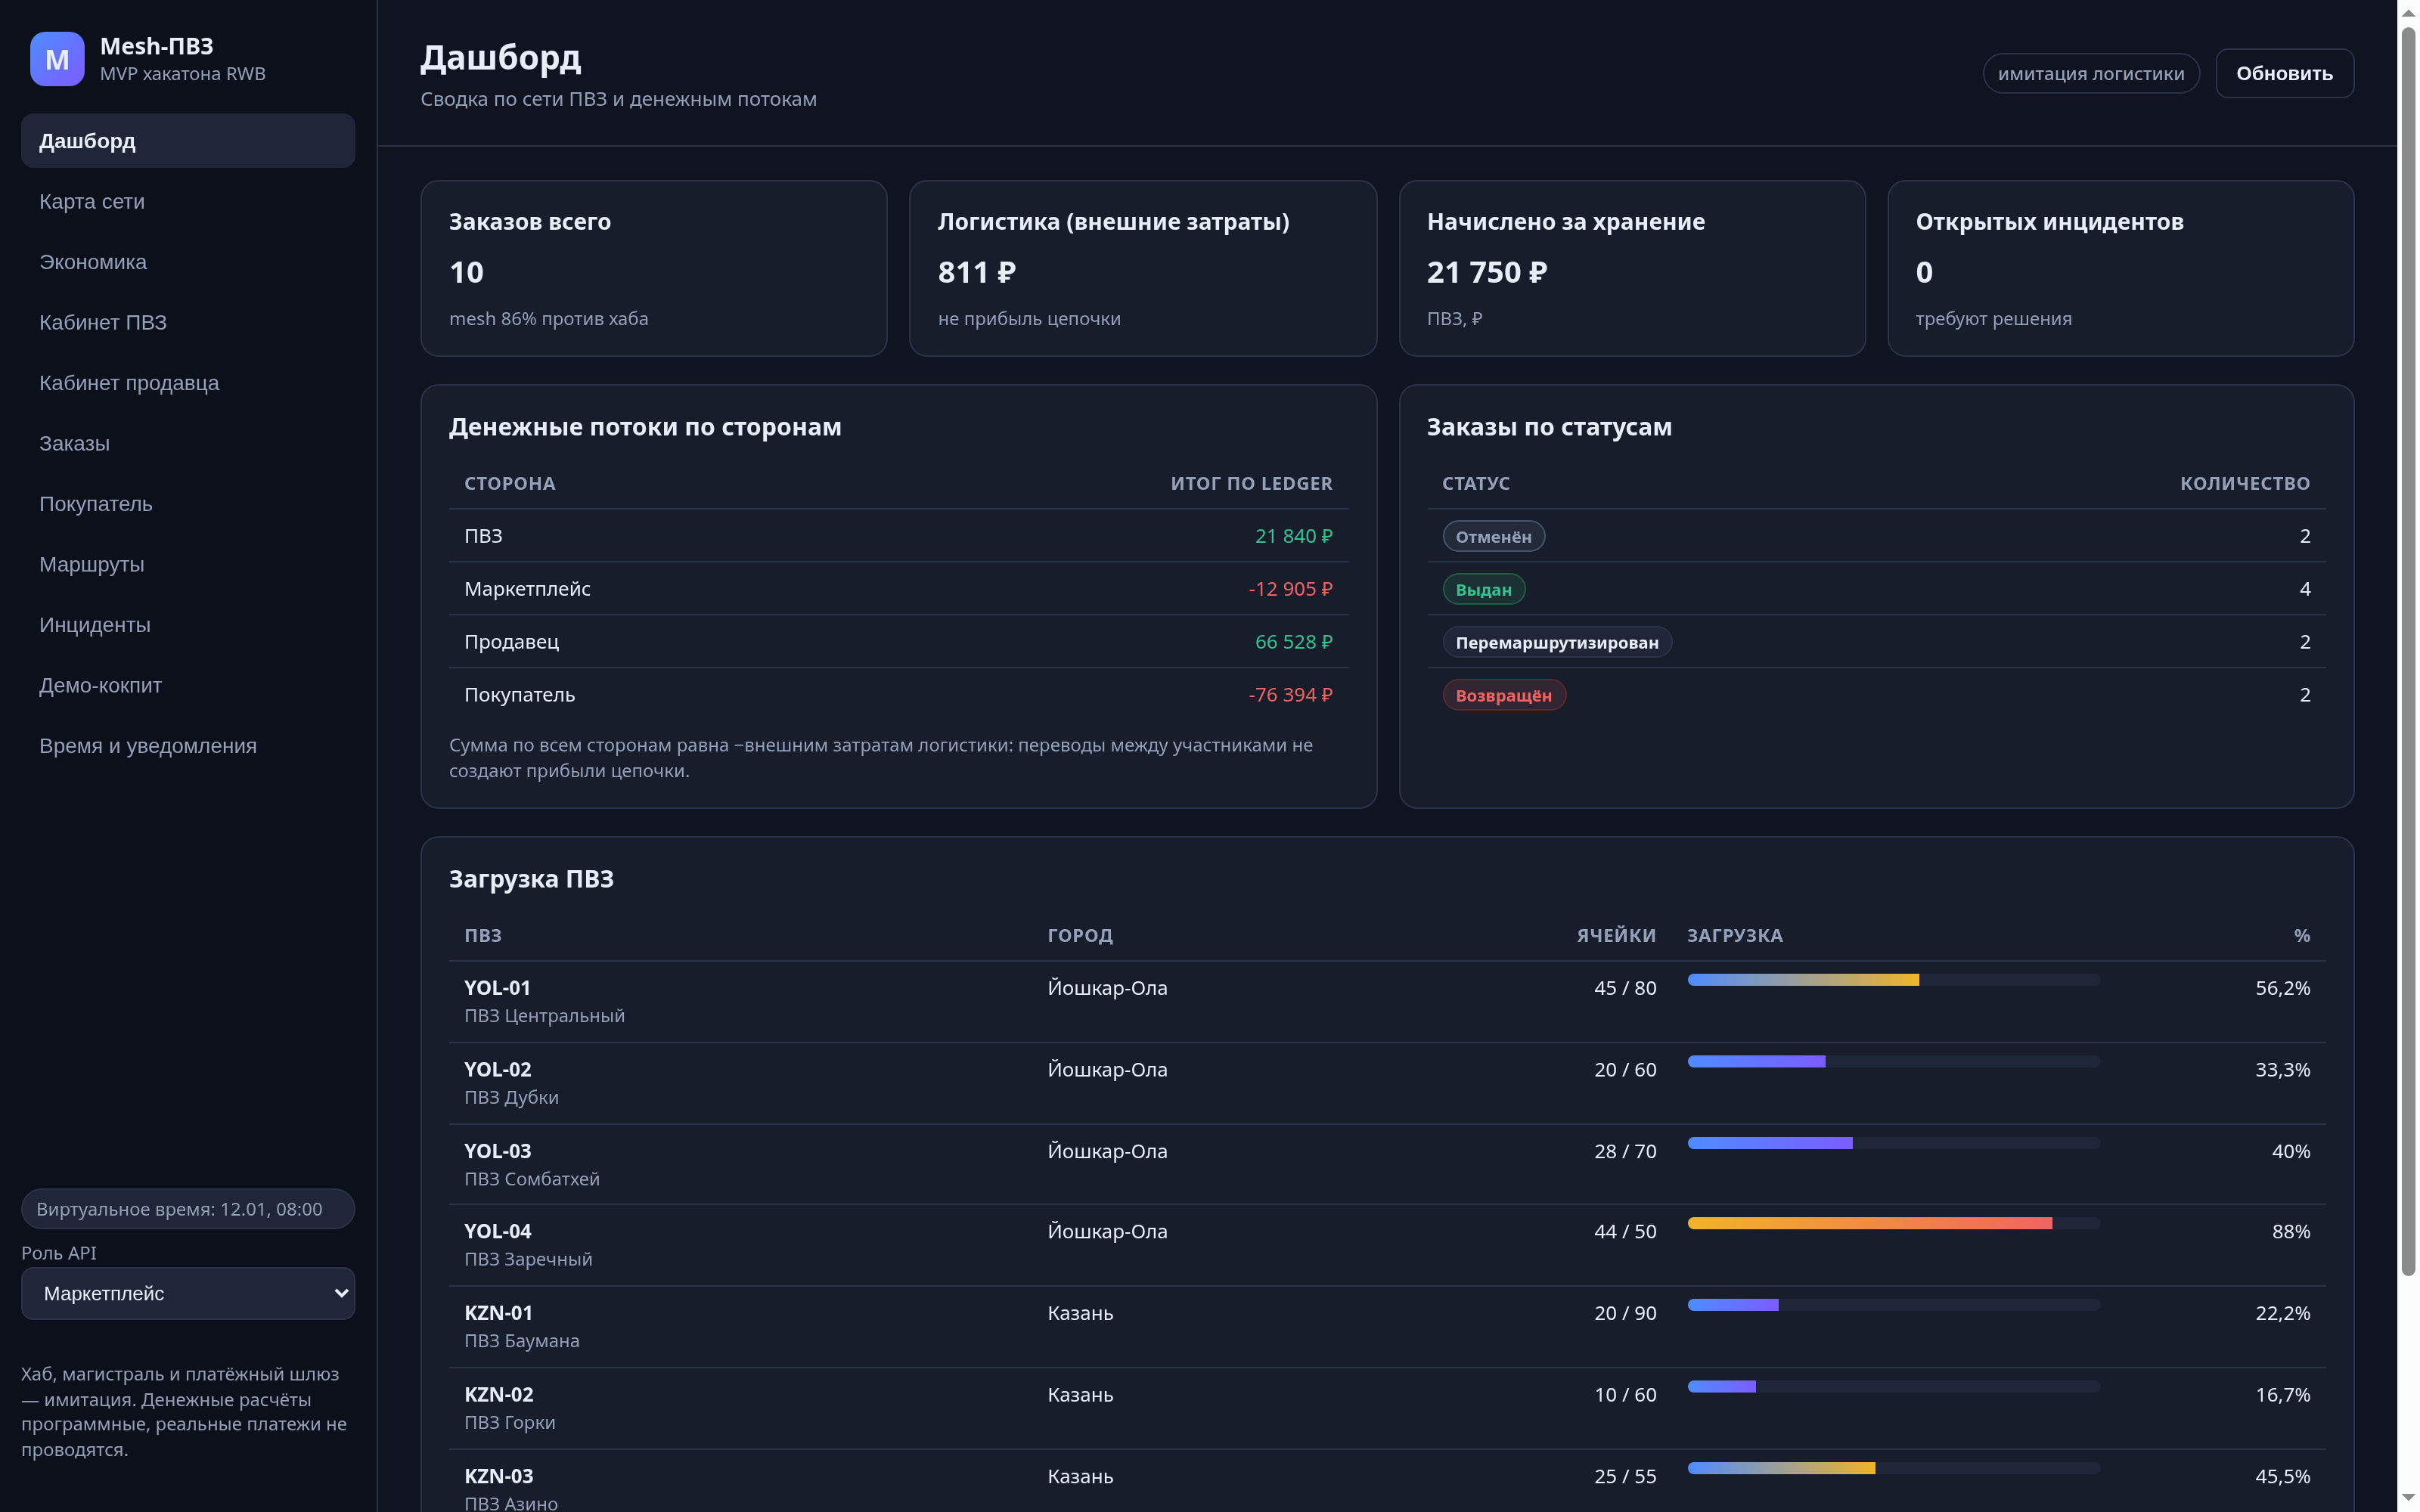 M
Mesh-ПВЗ
MVP хакатона RWB
Дашборд
Карта сети
Экономика
Кабинет ПВЗ
Кабинет продавца
Заказы
Покупатель
Маршруты
Инциденты
Демо-кокпит
Время и уведомления
Виртуальное время: 12.01, 08:00
Роль API
Маркетплейс
Хаб, магистраль и платёжный шлюз
— имитация. Денежные расчёты
программные, реальные платежи не
проводятся.
Дашборд
Сводка по сети ПВЗ и денежным потокам
имитация логистики
Обновить
Заказов всего
10
mesh 86% против хаба
Логистика (внешние затраты)
811 ₽
не прибыль цепочки
Начислено за хранение
21 750 ₽
ПВЗ, ₽
Открытых инцидентов
0
требуют решения
Денежные потоки по сторонам
СТОРОНА ИТОГ ПО LEDGER
ПВЗ 21 840 ₽
Маркетплейс -12 905 ₽
Продавец 66 528 ₽
Покупатель -76 394 ₽
Сумма по всем сторонам равна −внешним затратам логистики: переводы между участниками не
создают прибыли цепочки.
Заказы по статусам
СТАТУС КОЛИЧЕСТВО
Отменён 2
Выдан 4
Перемаршрутизирован 2
Возвращён 2
Загрузка ПВЗ
ПВЗ ГОРОД ЯЧЕЙКИ ЗАГРУЗКА %
YOL-01 Йошкар-Ола 45 / 80 56,2%
ПВЗ Центральный
YOL-02 Йошкар-Ола 20 / 60 33,3%
ПВЗ Дубки
YOL-03 Йошкар-Ола 28 / 70 40%
ПВЗ Сомбатхей
YOL-04 Йошкар-Ола 44 / 50 88%
ПВЗ Заречный
KZN-01 Казань 20 / 90 22,2%
ПВЗ Баумана
KZN-02 Казань 10 / 60 16,7%
ПВЗ Горки
KZN-03 Казань 25 / 55 45,5%
ПВЗ Азино